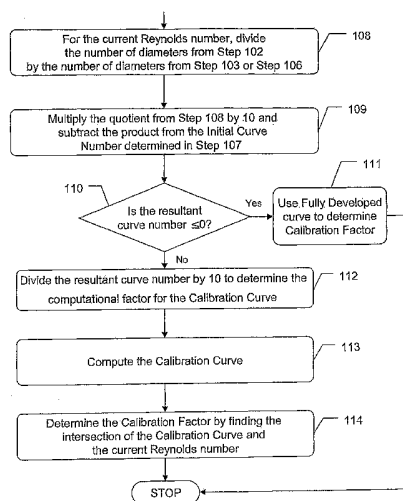 For the current Reynolds number, divide
the number of diameters from Step 102
by the number of diameters from Step 103 or Step 106
108
Multiply the quotient from Step 108 by 10 and
subtract the product from the Initial Curve
Number determined in Step 107
109
110
Is the resultant
curve number ≤0?
Yes
111
Use Fully Developed
curve to determine
Calibration Factor
No
Divide the resultant curve number by 10 to determine the
computational factor for the Calibration Curve
112
Compute the Calibration Curve
113
Determine the Calibration Factor by finding the
intersection of the Calibration Curve and
the current Reynolds number
114
STOP